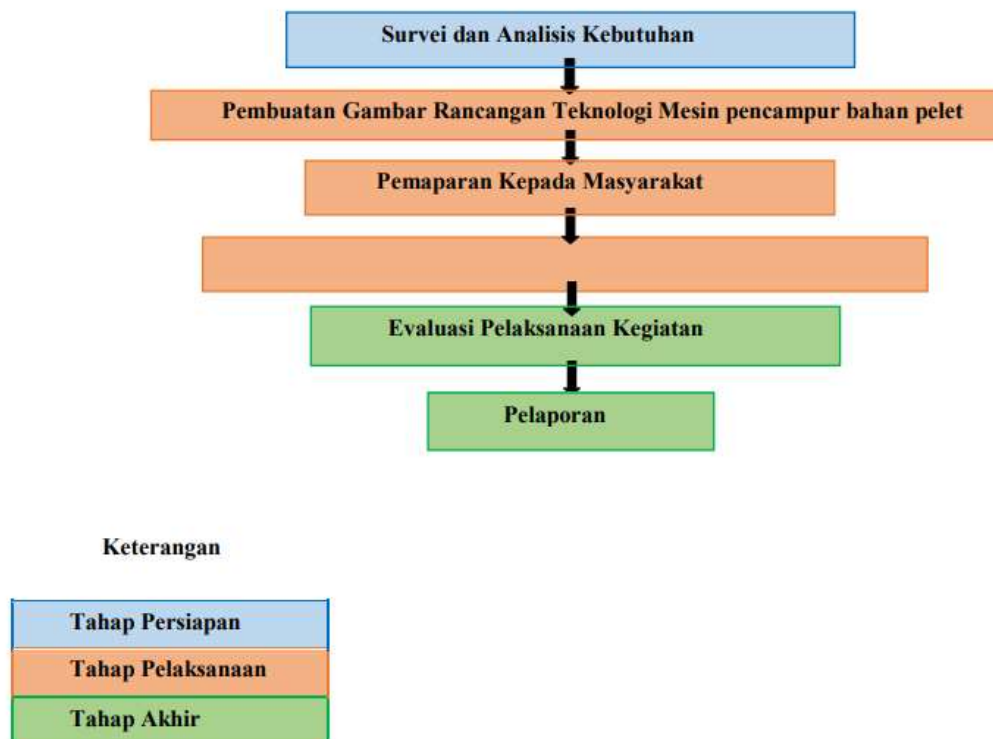 Survei dan Analisis Kebutuhan
Pembuatan Gambar Rancangan Teknologi Mesin pencampur bahan pelet
Pemaparan Kepada Masyarakat
Evaluasi Pelaksanaan Kegiatan
Pelaporan
Keterangan
Tahap Persiapan
Tahap Pelaksanaan
Tahap Akhir